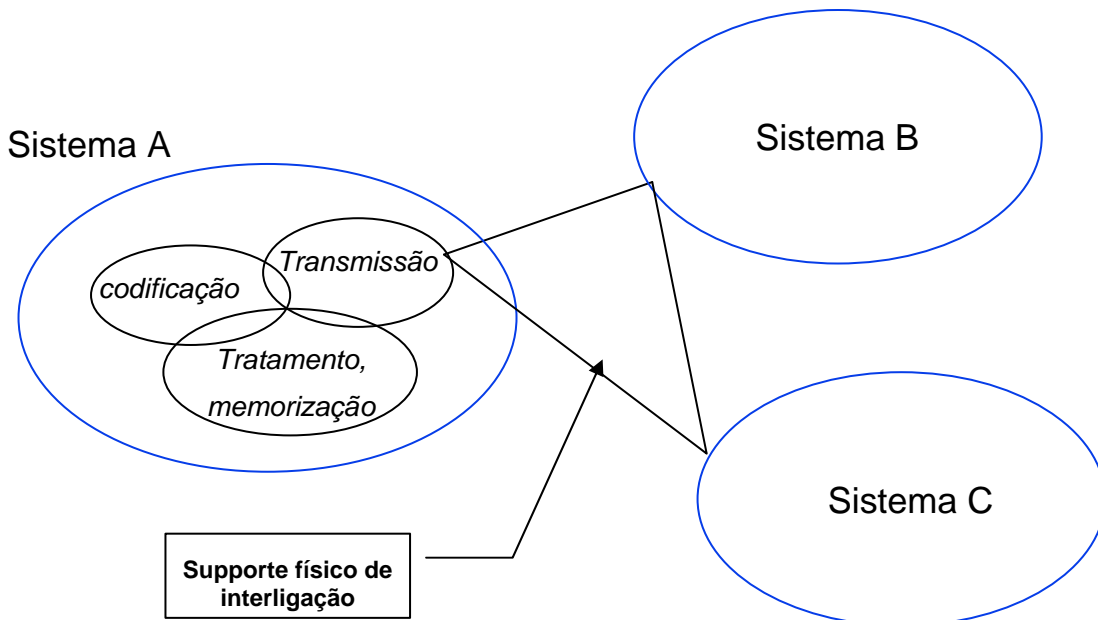 Sistema A
Sistema B
codificação
Transmissão
Tratamento,
memorização
Sistema C
Supporte físico de
interligação